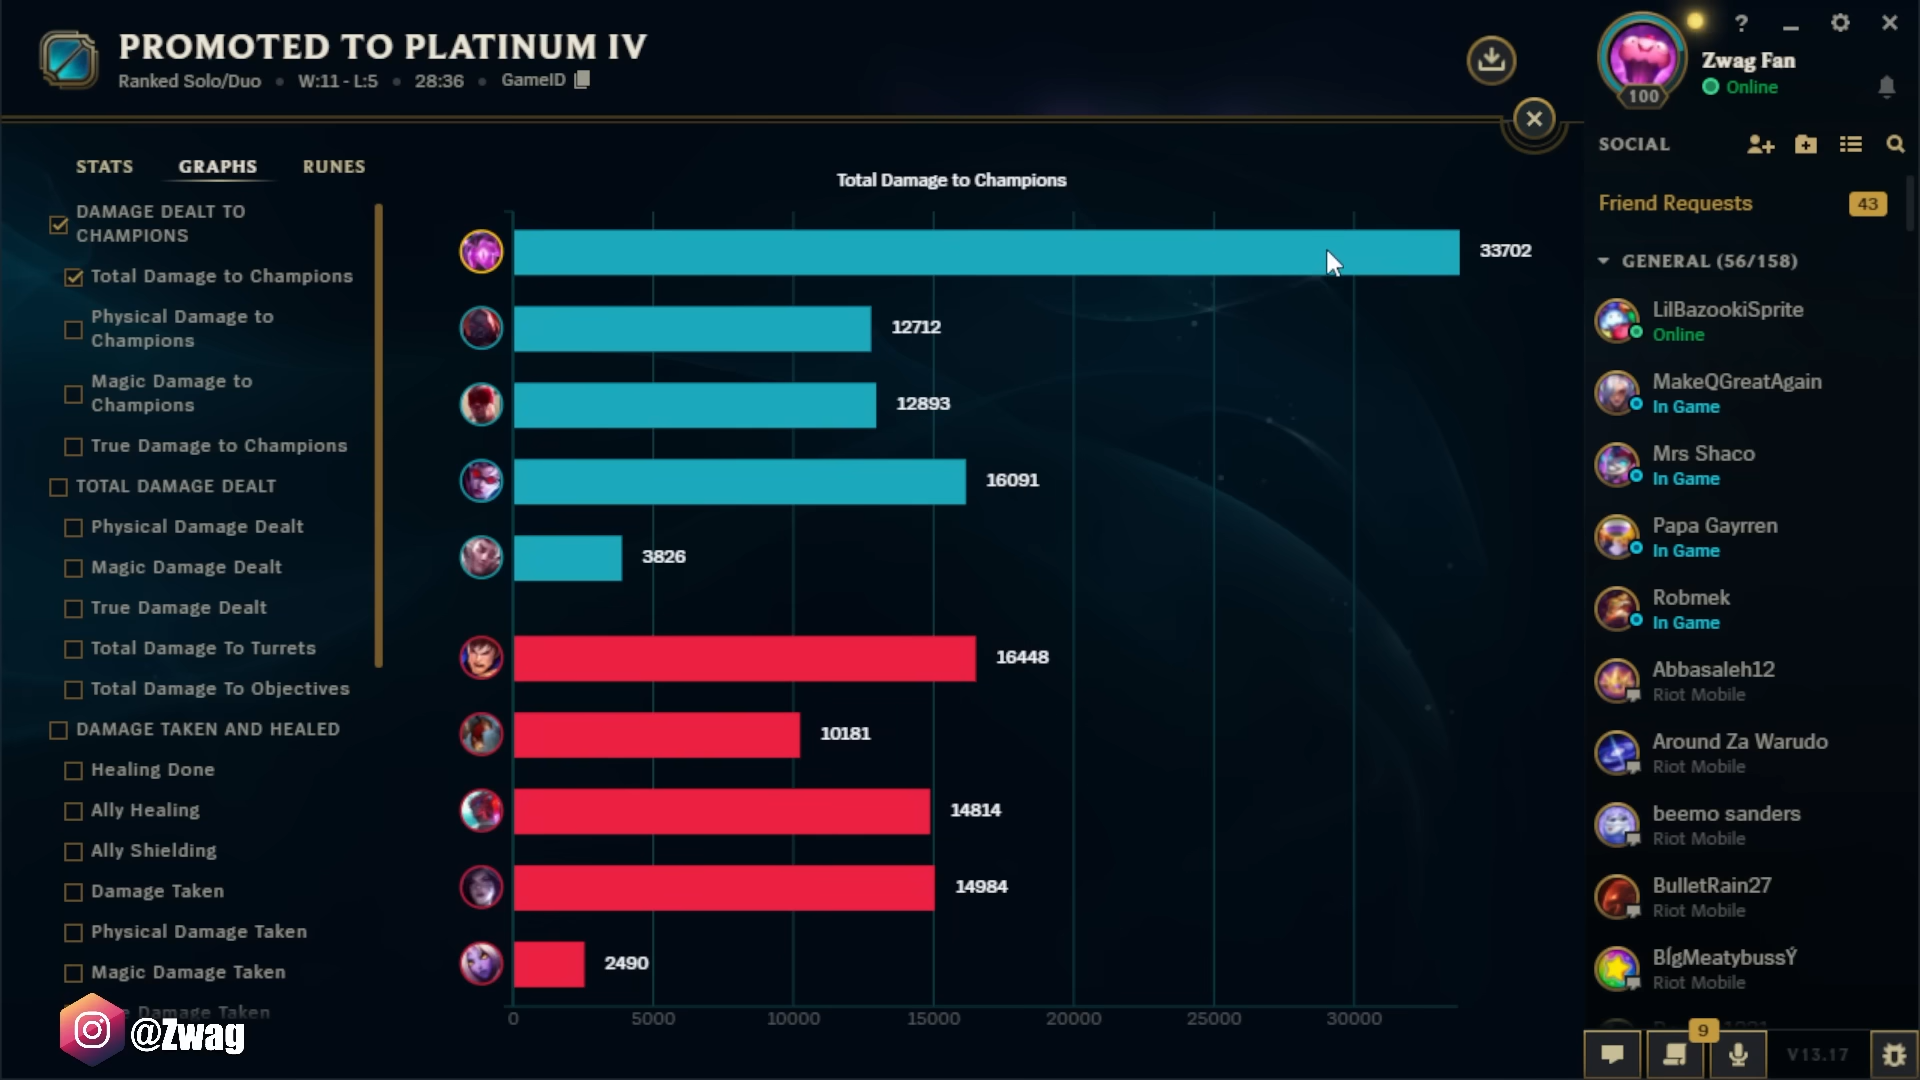 PROMOTED TO PLATINUM IV
Ranked Solo/Duo • W:11 - L:5 • 28:36 • GameID
STATS GRAPHS RUNES
DAMAGE DEALT TO
CHAMPIONS
Total Damage to Champions
Physical Damage to
Champions
Magic Damage to
Champions
True Damage to Champions
TOTAL DAMAGE DEALT
Physical Damage Dealt
Magic Damage Dealt
True Damage Dealt
Total Damage To Turrets
Total Damage To Objectives
DAMAGE TAKEN AND HEALED
Healing Done
Ally Healing
Ally Shielding
Damage Taken
Physical Damage Taken
Magic Damage Taken
Damage Taken
@Zwag
Total Damage to Champions
33702
12712
12893
16091
3826
16448
10181
14814
14984
2490
0 5000 10000 15000 20000 25000 30000
?
100
Zwag Fan
Online
SOCIAL
Friend Requests 43
GENERAL (56/158)
LilBazookiSprite
Online
MakeQGreatAgain
In Game
Mrs Shaco
In Game
Papa Gayrren
In Game
Robmek
In Game
Abbasaleh12
Riot Mobile
Around Za Warudo
Riot Mobile
beemo sanders
Riot Mobile
BulletRain27
Riot Mobile
BÍgMeatybussÝ
Riot Mobile
9
V13.17